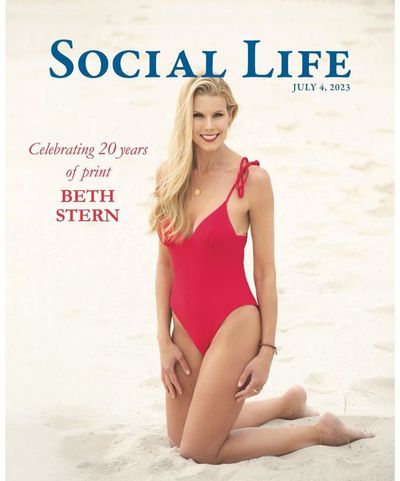 SOCIAL LIFE
JULY 4, 2023
Celebrating 20 years
of print
BETH
STERN